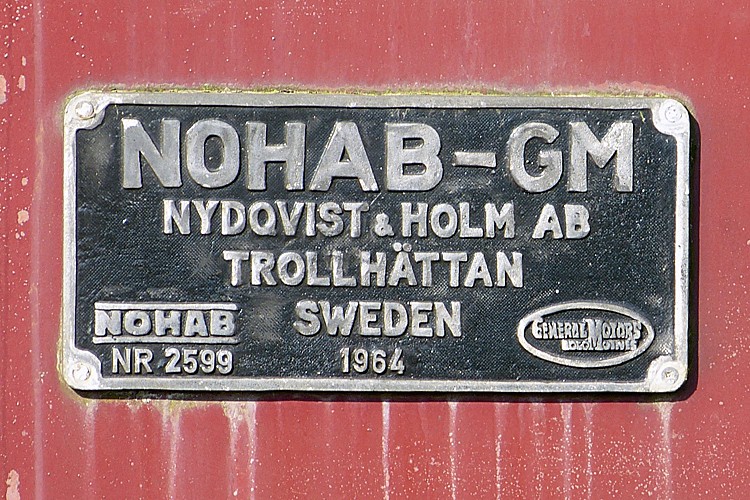 NOHAB-GM
NYDQVIST & HOLM AB
TROLLHÄTTAN
SWEDEN
NOHAB
NR 2599
1964
GENERAL MOTORS
LOCOMOTIVES